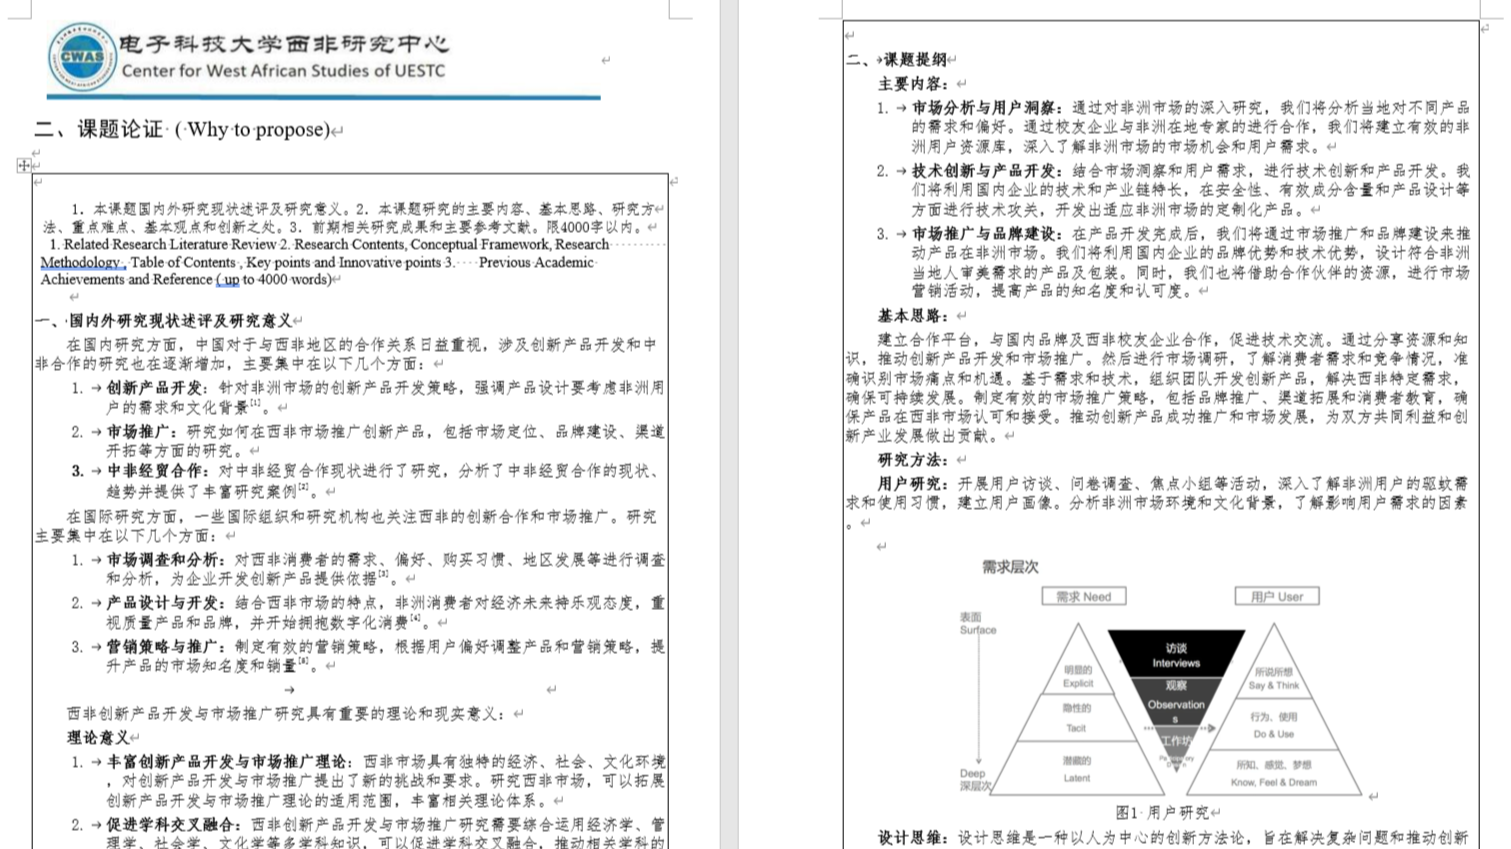 CWAS
电子科技大学西非研究中心
Center for West African Studies of UESTC
二、课题论证 ( Why to propose)
1. 本课题国内外研究现状述评及研究意义。2. 本课题研究的主要内容、基本思路、研究方
法、重点难点、基本观点和创新之处。3. 前期相关研究成果和主要参考文献。限4000字以内。
1. Related Research Literature Review 2. Research Contents, Conceptual Framework, Research
Methodology , Table of Contents , Key points and Innovative points 3. Previous Academic
Achievements and Reference ( up to 4000 words)
一、国内外研究现状述评及研究意义
在国内研究方面，中国对于与西非地区的合作关系日益重视，涉及创新产品开发和中
非合作的研究也在逐渐增加，主要集中在以下几个方面：
1. 创新产品开发：针对非洲市场的创新产品开发策略，强调产品设计要考虑非洲用
户的需求和文化背景[1]。
2. 市场推广：研究如何在西非市场推广创新产品，包括市场定位、品牌建设、渠道
开拓等方面的研究。
3. 中非经贸合作：对中非经贸合作现状进行了研究，分析了中非经贸合作的现状、
趋势并提供了丰富研究案例[2]。
在国际研究方面，一些国际组织和研究机构也关注西非的创新合作和市场推广。研究
主要集中在以下几个方面：
1. 市场调查和分析：对西非消费者的需求、偏好、购买习惯、地区发展等进行调查
和分析，为企业开发创新产品提供依据[3]。
2. 产品设计与开发：结合西非市场的特点，非洲消费者对经济未来持乐观态度，重
视质量产品和品牌，并开始拥抱数字化消费[4]。
3. 营销策略与推广：制定有效的营销策略，根据用户偏好调整产品和营销策略，提
升产品的市场知名度和销量。
西非创新产品开发与市场推广研究具有重要的理论和现实意义：
理论意义
1. 丰富创新产品开发与市场推广理论：西非市场具有独特的经济、社会、文化环境
，对创新产品开发与市场推广提出了新的挑战和要求。研究西非市场，可以拓展
创新产品开发与市场推广理论的适用范围，丰富相关理论体系。
2. 促进学科交叉融合：西非创新产品开发与市场推广研究需要综合运用经济学、管
理学、社会学、文化学等多学科知识，可以促进学科交叉融合，推动相关学科的
二、课题提纲
主要内容：
1. 市场分析与用户洞察：通过对非洲市场的深入研究，我们将分析当地对不同产品
的需求和偏好。通过校友企业与非洲在地专家的进行合作，我们将建立有效的非
洲用户资源库，深入了解非洲市场的市场机会和用户需求。
2. 技术创新与产品开发：结合市场洞察和用户需求，进行技术创新和产品开发。我
们将利用国内企业的技术和产业链特长，在安全性、有效成分含量和产品设计等
方面进行技术攻关，开发出适应非洲市场的定制化产品。
3. 市场推广与品牌建设：在产品开发完成后，我们将通过市场推广和品牌建设来推
动产品在非洲市场。我们将利用国内企业的品牌优势和技术优势，设计符合非洲
当地人审美需求的产品及包装。同时，我们也将借助合作伙伴的资源，进行市场
营销活动，提高产品的知名度和认可度。
基本思路：
建立合作平台，与国内品牌及西非校友企业合作，促进技术交流。通过分享资源和知
识，推动创新产品开发和市场推广。然后进行市场调研，了解消费者需求和竞争情况，准
确识别市场痛点和机遇。基于需求和技术，组织团队开发创新产品，解决西非特定需求，
确保可持续发展。制定有效的市场推广策略，包括品牌推广、渠道拓展和消费者教育，确
保产品在西非市场认可和接受。推动创新产品成功推广和市场发展，为双方共同利益和创
新产业发展做出贡献。
研究方法：
用户研究：开展用户访谈、问卷调查、焦点小组等活动，深入了解非洲用户的驱蚊需
求和使用习惯，建立用户画像。分析非洲市场环境和文化背景，了解影响用户需求的因素
。
需求层次
需求 Need
用户 User
表面
Surface
访谈
Interviews
明显的
Explicit
所说所想
Say & Think
观察
Observation
s
隐性的
Tacit
行为、使用
Do & Use
工作坊
潜藏的
Latent
所知、感觉、梦想
Know, Feel & Dream
Deep
深层次
图1 用户研究
设计思维：设计思维是一种以人为中心的创新方法论，旨在解决复杂问题和推动创新